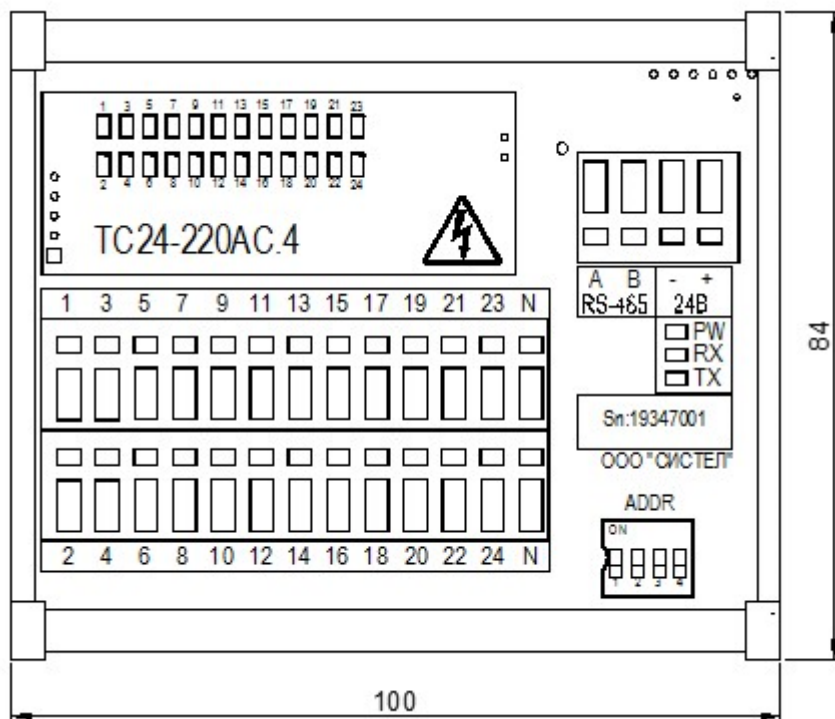 1 3 5 7 9 11 13 15 17 19 21 23
2 4 6 8 10 12 14 16 18 20 22 24
ТС24-220АС.4
A B - +
RS-485 24В
PW
RX
TX
1 3 5 7 9 11 13 15 17 19 21 23 N
Sn:19347001
ООО "СИСТЕЛ"
2 4 6 8 10 12 14 16 18 20 22 24 N
ADDR
ON
1 2 3 4
84
100